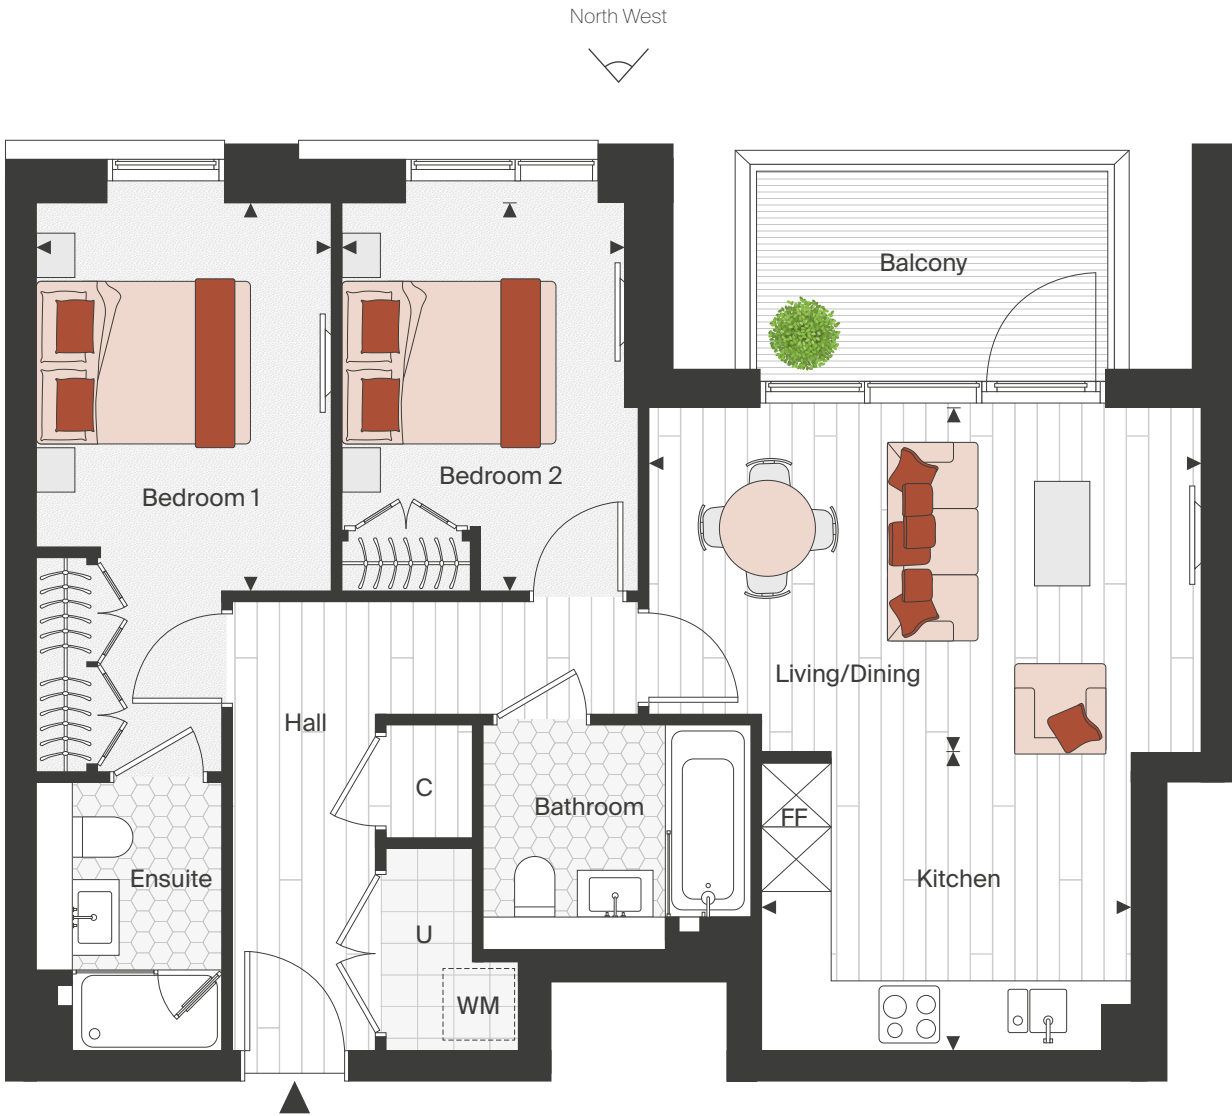 North West
Balcony
Bedroom 1
Bedroom 2
Living/Dining
Hall
C
Bathroom
FF
Ensuite
Kitchen
U
WM